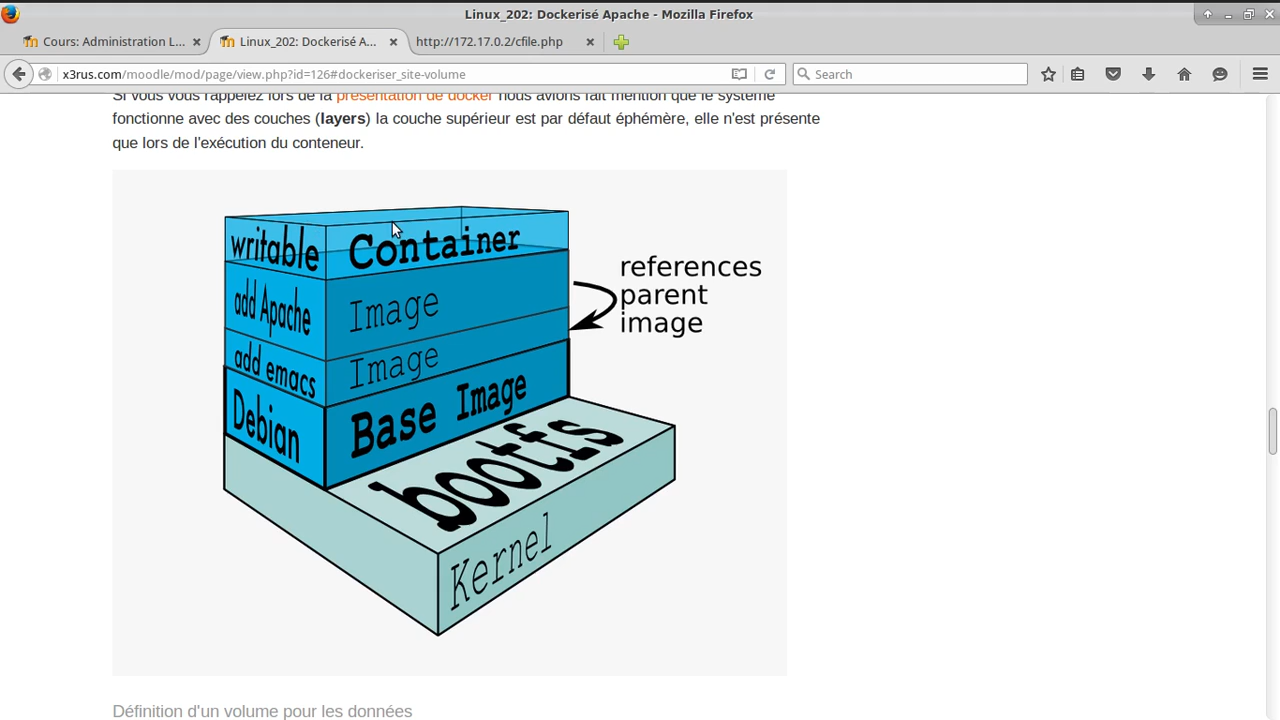 Linux_202: Dockerisé Apache - Mozilla Firefox
Cours: Administration L...
Linux_202: Dockerisé A...
http://172.17.0.2/cfile.php
x3rus.com/moodle/mod/page/view.php?id=126#dockeriser_site-volume
Search
Si vous vous rappelez lors de la présentation de docker nous avions fait mention que le système
fonctionne avec des couches (layers) la couche supérieur est par défaut éphémère, elle n'est présente
que lors de l'exécution du conteneur.
writable Container
add Apache Image
add emacs Image
Debian Base Image
references
parent
image
bootfs
Kernel
Définition d'un volume pour les données